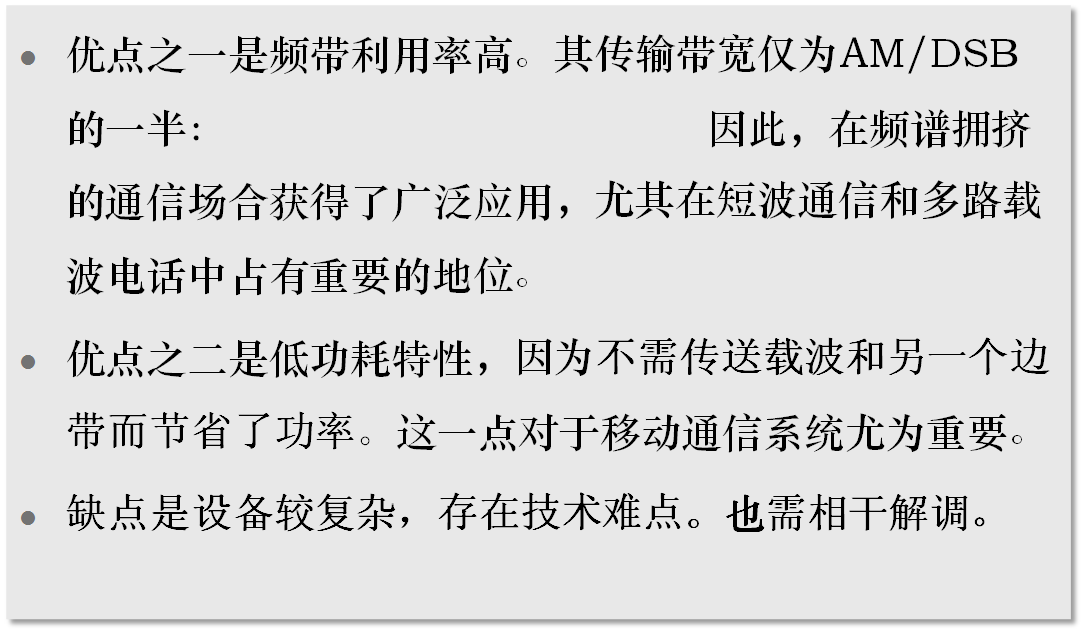 • 优点之一是频带利用率高。其传输带宽仅为AM/DSB
的一半: 因此，在频谱拥挤
的通信场合获得了广泛应用，尤其在短波通信和多路载
波电话中占有重要的地位。
• 优点之二是低功耗特性，因为不需传送载波和另一个边
带而节省了功率。这一点对于移动通信系统尤为重要。
• 缺点是设备较复杂，存在技术难点。也需相干解调。